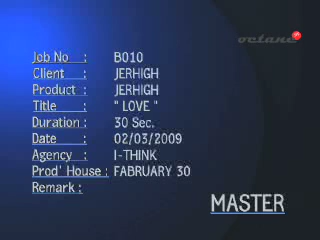 octane
Job No : B010
Client : JERHIGH
Product : JERHIGH
Title : " LOVE "
Duration : 30 Sec.
Date : 02/03/2009
Agency : I-THINK
Prod' House : FABRUARY 30
Remark :
MASTER